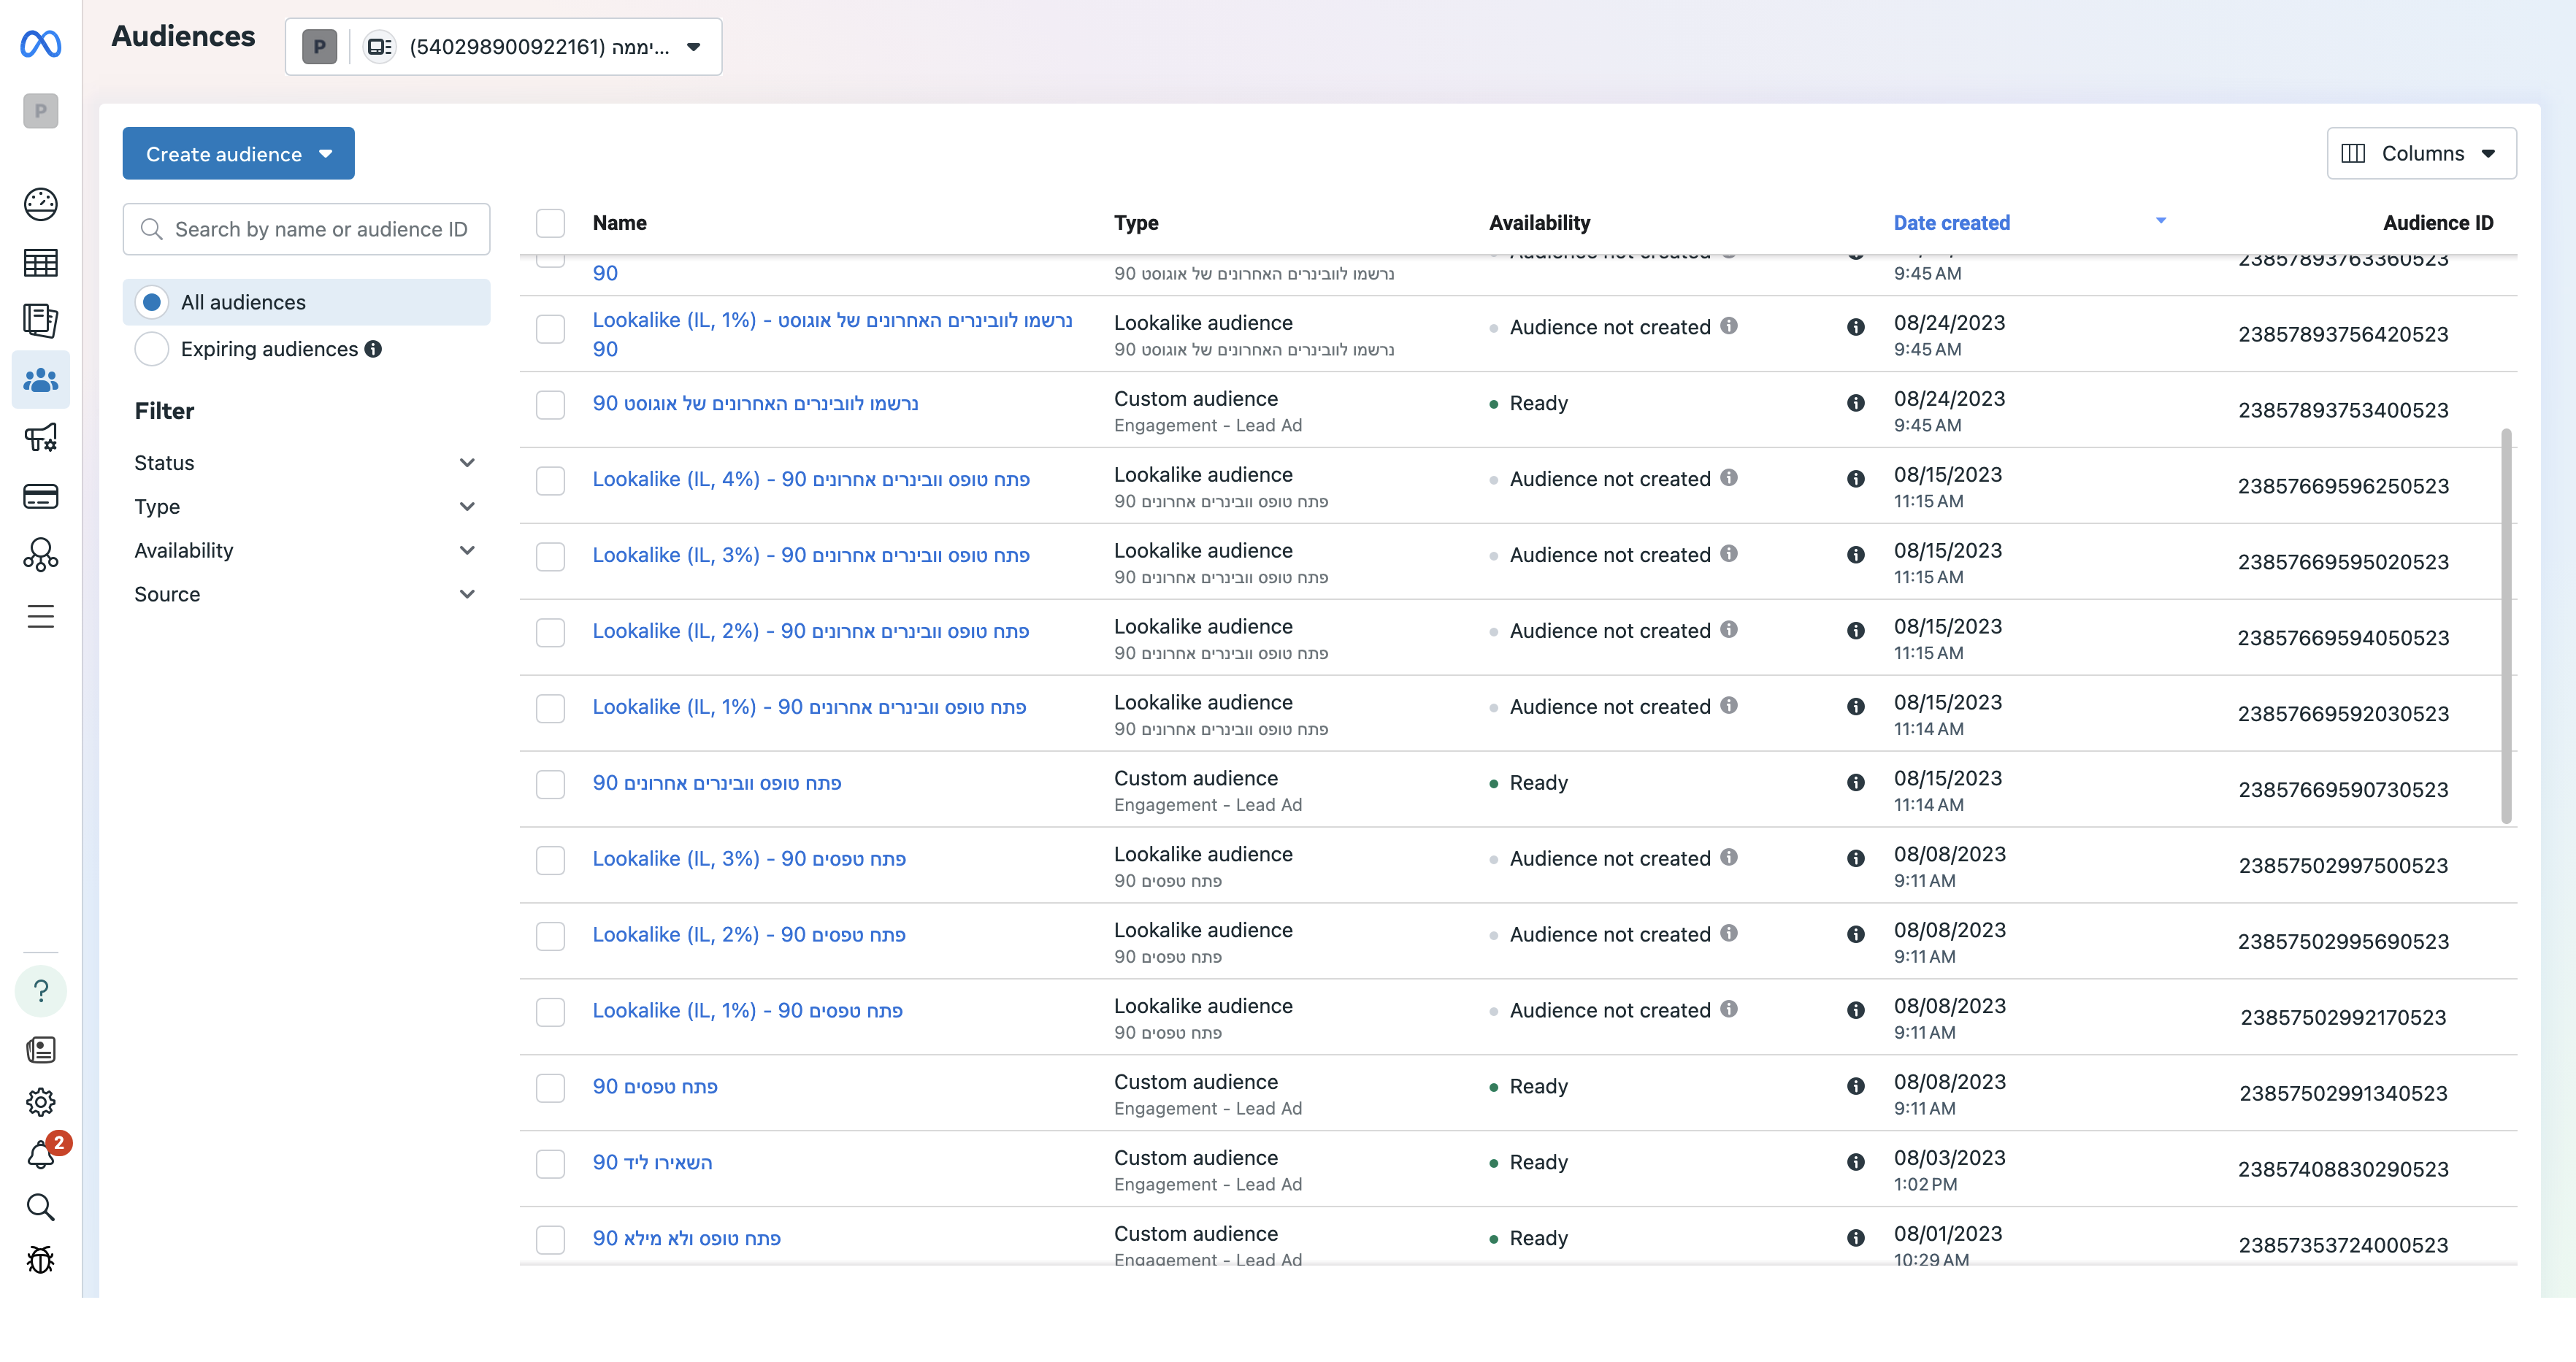 Audiences
P
(540298900922161) יממה...
P
Create audience
Columns
Search by name or audience ID
All audiences
Expiring audiences
Filter
Status
Type
Availability
Source
2
Name Type Availability Date created Audience ID
Audience not created 23857893763360523
90 נרשמו לוובינרים האחרונים של אוגוסט 90 9:45 AM
Lookalike (IL, 1%) - נרשמו לוובינרים האחרונים של אוגוסט 90 Lookalike audience Audience not created 08/24/2023 23857893756420523
נרשמו לוובינרים האחרונים של אוגוסט 90 9:45 AM
נרשמו לוובינרים האחרונים של אוגוסט 90 Custom audience Ready 08/24/2023 23857893753400523
Engagement - Lead Ad 9:45 AM
Lookalike (IL, 4%) - פתח טופס וובינרים אחרונים 90 Lookalike audience Audience not created 08/15/2023 23857669596250523
פתח טופס וובינרים אחרונים 90 11:15 AM
Lookalike (IL, 3%) - פתח טופס וובינרים אחרונים 90 Lookalike audience Audience not created 08/15/2023 23857669595020523
פתח טופס וובינרים אחרונים 90 11:15 AM
Lookalike (IL, 2%) - פתח טופס וובינרים אחרונים 90 Lookalike audience Audience not created 08/15/2023 23857669594050523
פתח טופס וובינרים אחרונים 90 11:15 AM
Lookalike (IL, 1%) - פתח טופס וובינרים אחרונים 90 Lookalike audience Audience not created 08/15/2023 23857669592030523
פתח טופס וובינרים אחרונים 90 11:14 AM
פתח טופס וובינרים אחרונים 90 Custom audience Ready 08/15/2023 23857669590730523
Engagement - Lead Ad 11:14 AM
Lookalike (IL, 3%) - פתח טפסים 90 Lookalike audience Audience not created 08/08/2023 23857502997500523
פתח טפסים 90 9:11 AM
Lookalike (IL, 2%) - פתח טפסים 90 Lookalike audience Audience not created 08/08/2023 23857502995690523
פתח טפסים 90 9:11 AM
Lookalike (IL, 1%) - פתח טפסים 90 Lookalike audience Audience not created 08/08/2023 23857502992170523
פתח טפסים 90 9:11 AM
פתח טפסים 90 Custom audience Ready 08/08/2023 23857502991340523
Engagement - Lead Ad 9:11 AM
השאירו ליד 90 Custom audience Ready 08/03/2023 23857408830290523
Engagement - Lead Ad 1:02 PM
פתח טופס ולא מילא 90 Custom audience Ready 08/01/2023 23857353724000523
Engagement - Lead Ad 10:29 AM